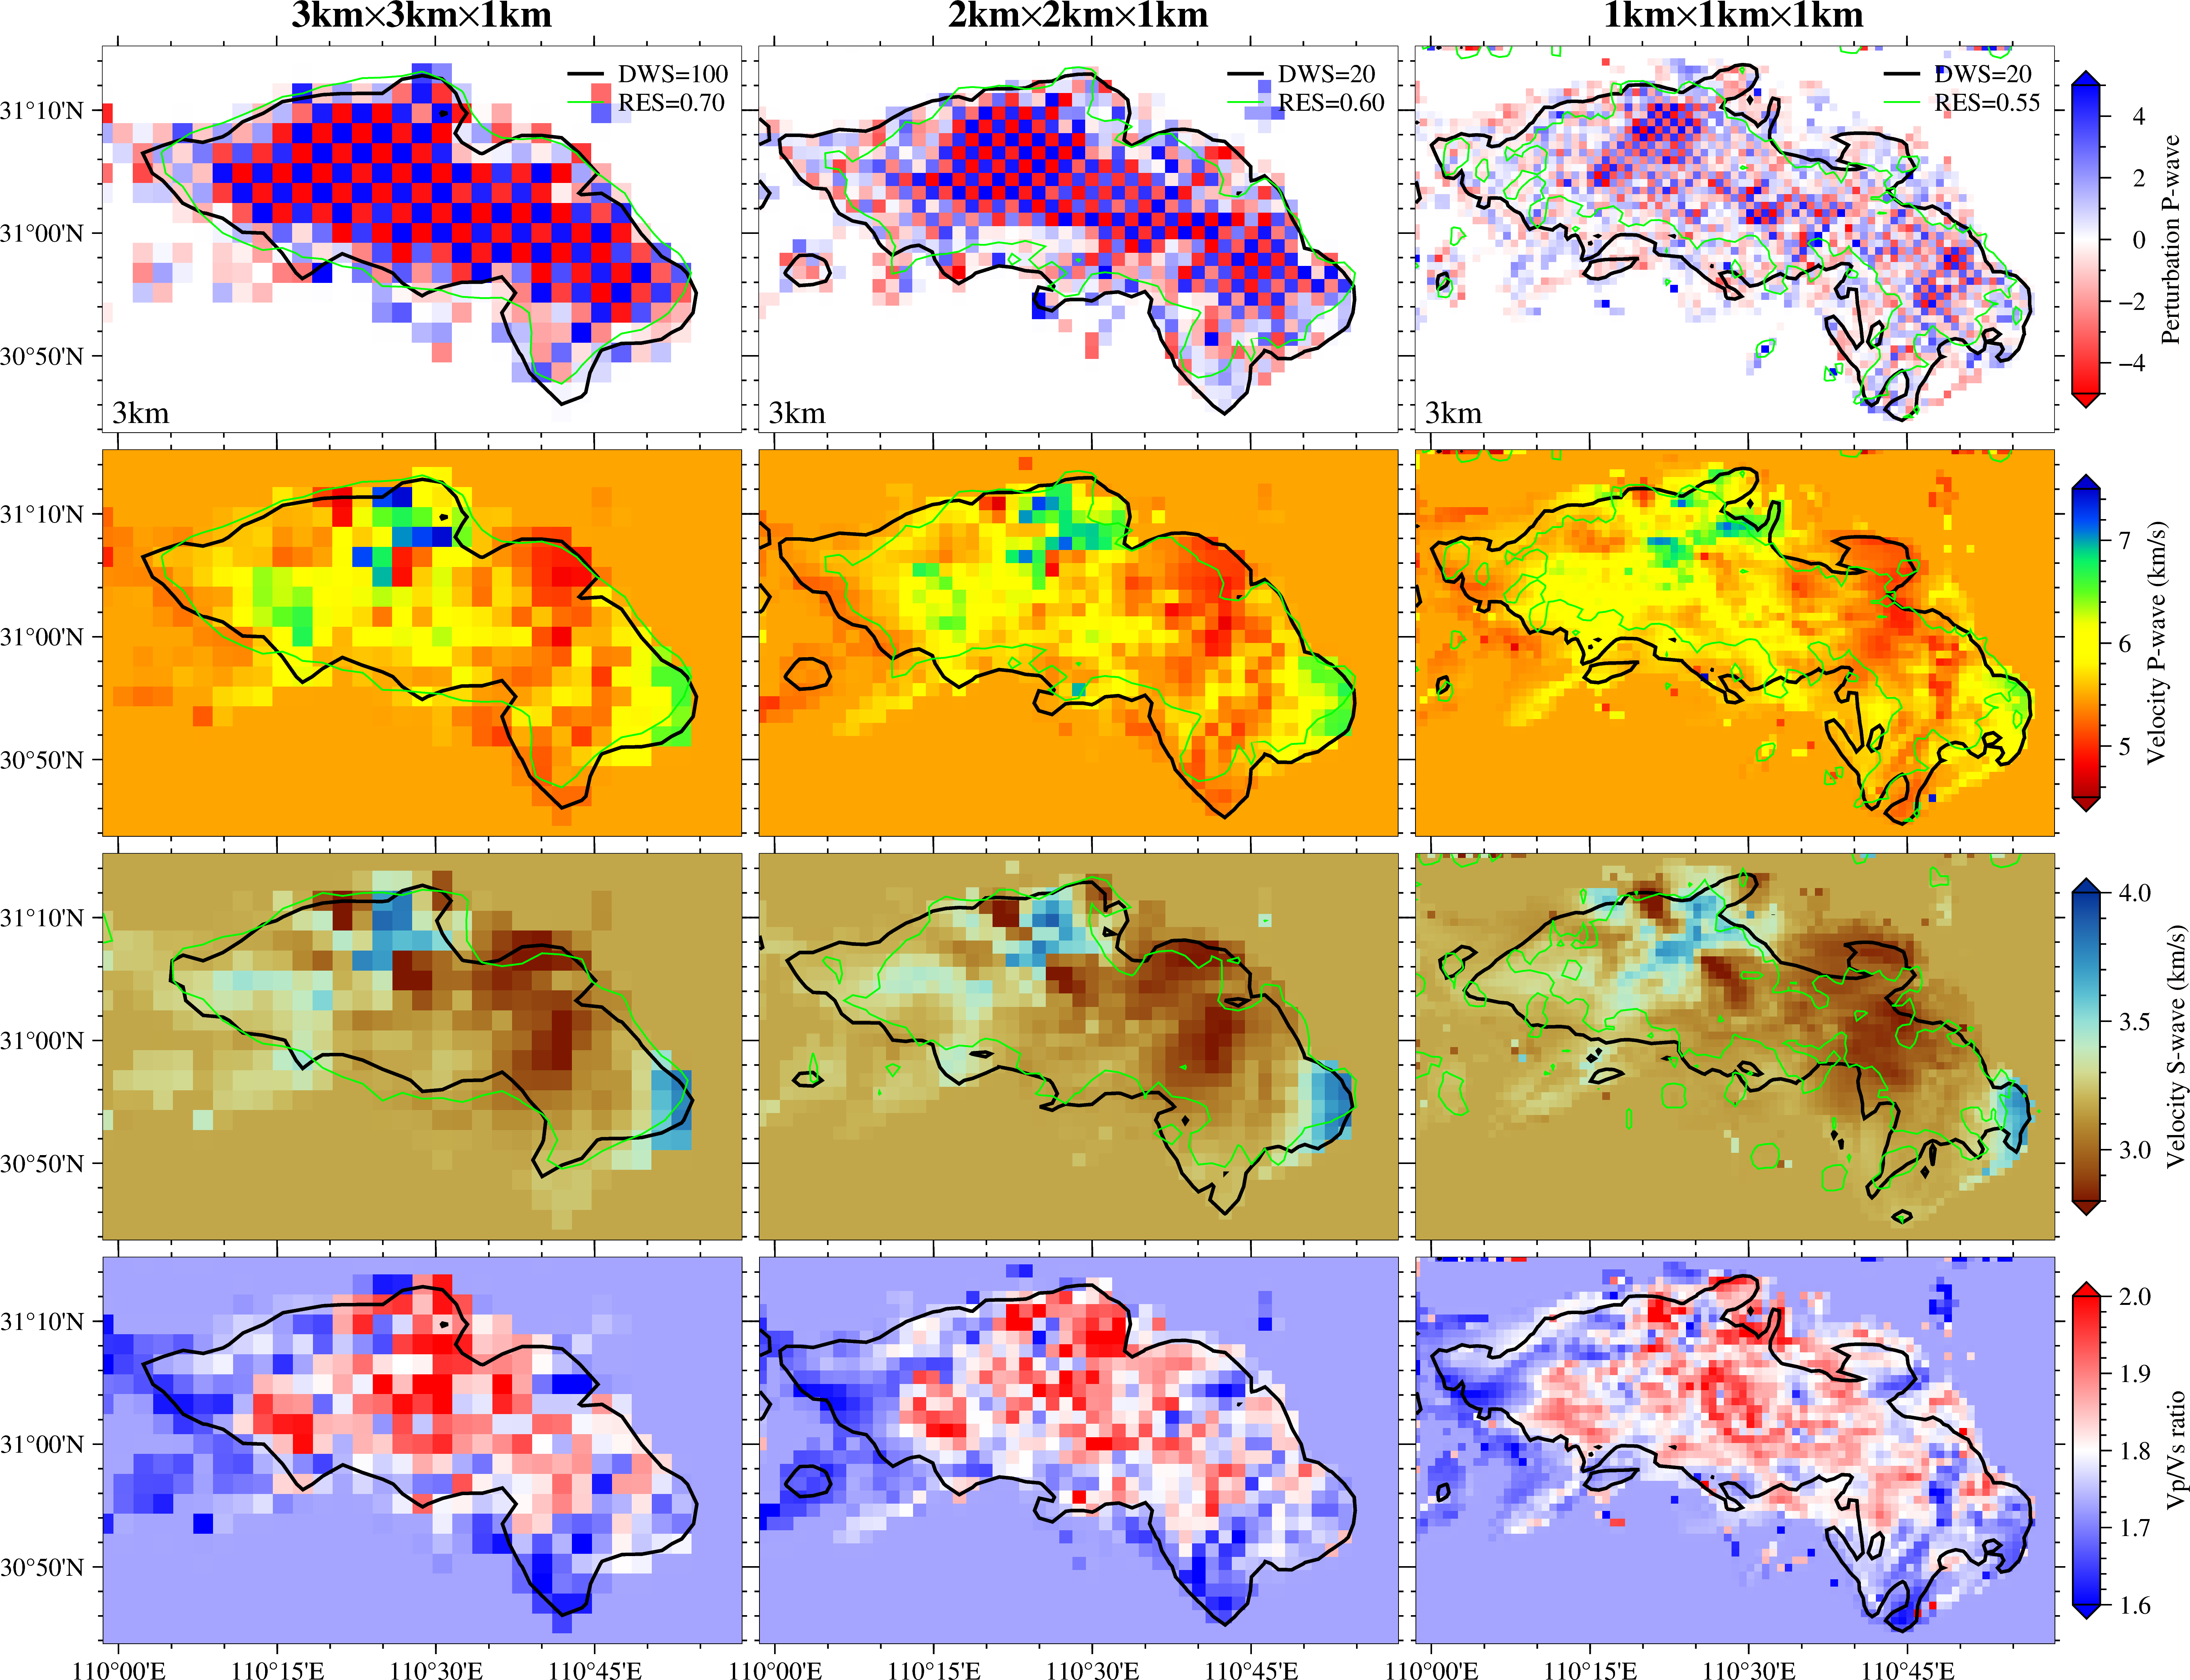 3km×3km×1km
2km×2km×1km
1km×1km×1km
31°10'N
31°00'N
30°50'N
DWS=100
RES=0.70
3km
DWS=20
RES=0.60
3km
DWS=20
RES=0.55
3km
4
2
0
−2
−4
Perturbation P-wave
31°10'N
31°00'N
30°50'N
7
6
5
Velocity P-wave (km/s)
31°10'N
31°00'N
30°50'N
4.0
3.5
3.0
Velocity S-wave (km/s)
31°10'N
31°00'N
30°50'N
2.0
1.9
1.8
1.7
1.6
Vp/Vs ratio
110°00'E
110°15'E
110°30'E
110°45'E
110°00'E
110°15'E
110°30'E
110°45'E
110°00'E
110°15'E
110°30'E
110°45'E